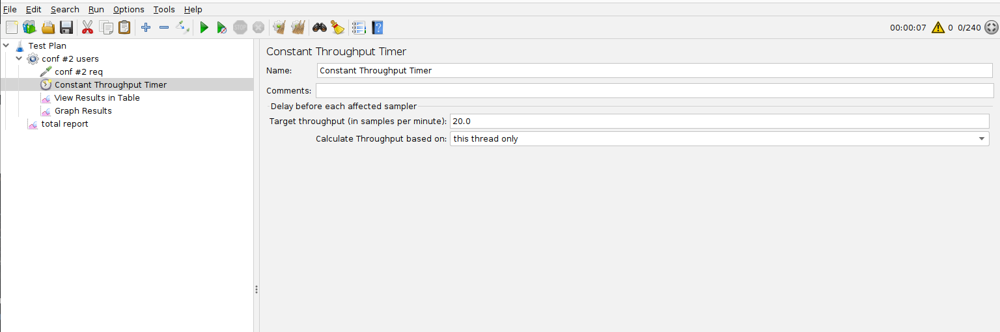 File Edit Search Run Options Tools Help
STOP 00:00:07 0 0/240
Test Plan
conf #2 users
conf #2 req
Constant Throughput Timer
View Results in Table
Graph Results
total report
Constant Throughput Timer
Name: Constant Throughput Timer
Comments:
Delay before each affected sampler
Target throughput (in samples per minute): 20.0
Calculate Throughput based on: this thread only